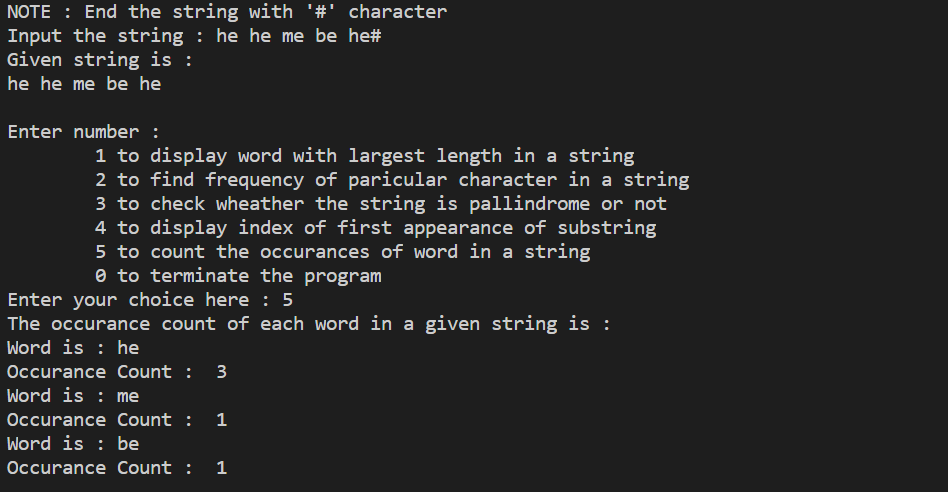 NOTE : End the string with '#' character
Input the string : he he me be he#
Given string is :
he he me be he
Enter number :
1 to display word with largest length in a string
2 to find frequency of paricular character in a string
3 to check wheather the string is pallindrome or not
4 to display index of first appearance of substring
5 to count the occurances of word in a string
0 to terminate the program
Enter your choice here : 5
The occurance count of each word in a given string is :
Word is : he
Occurance Count :  3
Word is : me
Occurance Count :  1
Word is : be
Occurance Count :  1